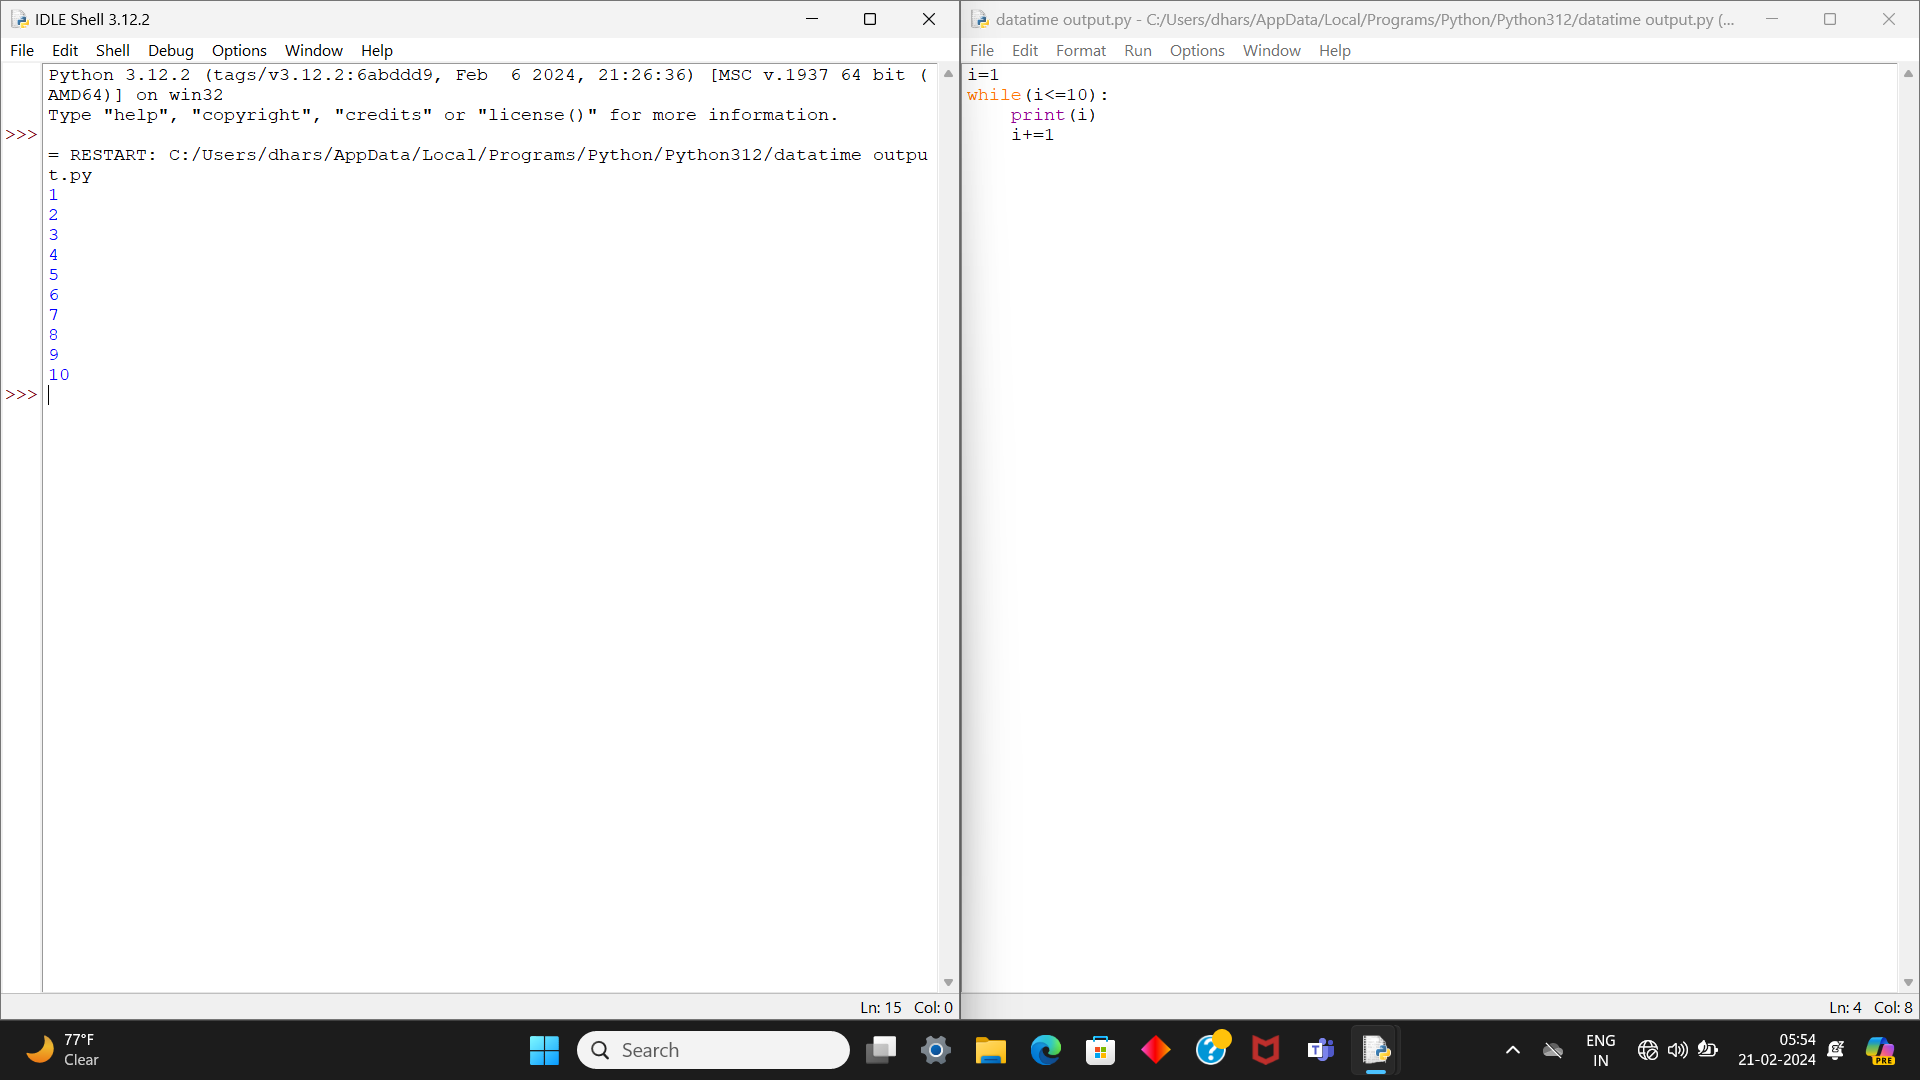 IDLE Shell 3.12.2
File Edit Shell Debug Options Window Help
Python 3.12.2 (tags/v3.12.2:6abddd9, Feb  6 2024, 21:26:36) [MSC v.1937 64 bit (
AMD64)] on win32
Type "help", "copyright", "credits" or "license()" for more information.
>>>
= RESTART: C:/Users/dhars/AppData/Local/Programs/Python/Python312/datatime outpu
t.py
1
2
3
4
5
6
7
8
9
10
>>>
Ln: 15 Col: 0
datatime output.py - C:/Users/dhars/AppData/Local/Programs/Python/Python312/datatime output.py (...
File Edit Format Run Options Window Help
i=1
while(i<=10):
    print(i)
    i+=1
Ln: 4 Col: 8
77°F
Clear
Search
ENG
IN
05:54
21-02-2024
PRE